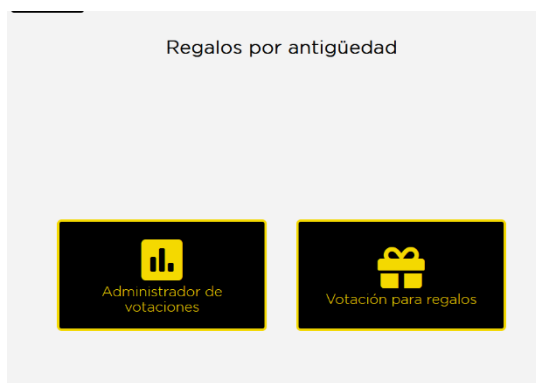 Regalos por antigüedad
Administrador de
votaciones
Votación para regalos